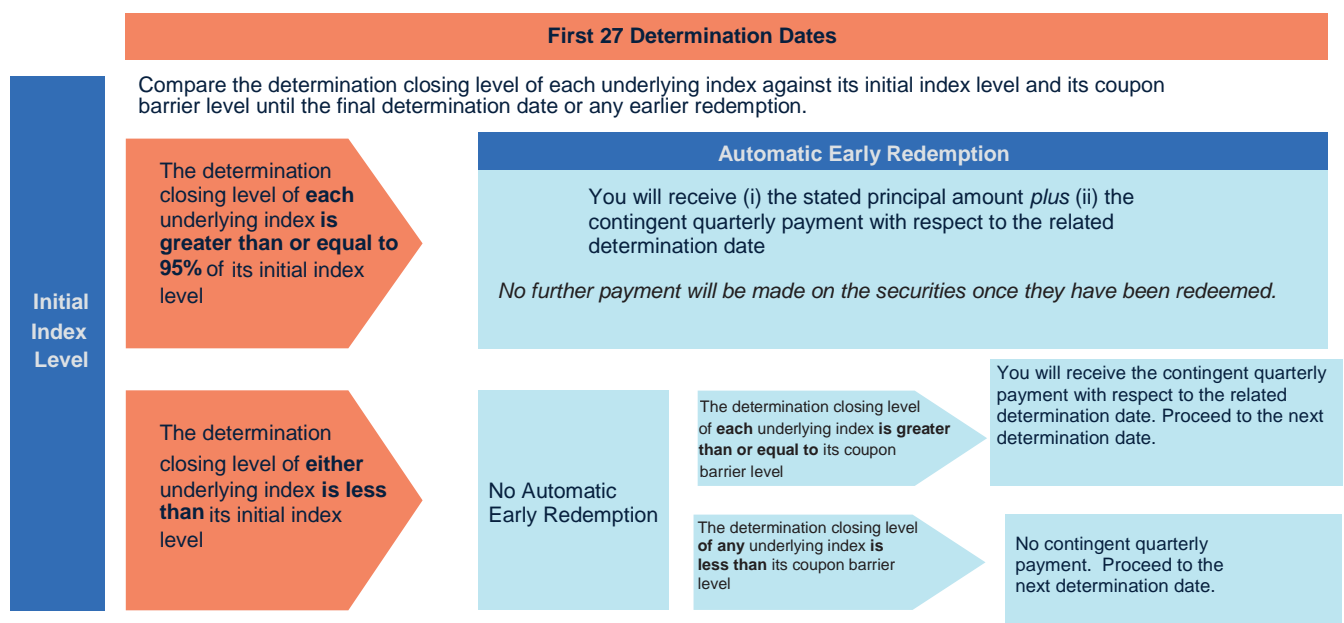 First 27 Determination Dates
Compare the determination closing level of each underlying index against its initial index level and its coupon
barrier level until the final determination date or any earlier redemption.
Initial
Index
Level
The determination
closing level of each
underlying index is
greater than or equal to
95% of its initial index
level
Automatic Early Redemption
You will receive (i) the stated principal amount plus (ii) the
contingent quarterly payment with respect to the related
determination date
No further payment will be made on the securities once they have been redeemed.
The determination
closing level of either
underlying index is less
than its initial index
level
No Automatic
Early Redemption
The determination closing level
of each underlying index is greater
than or equal to its coupon
barrier level
You will receive the contingent quarterly
payment with respect to the related
determination date. Proceed to the next
determination date.
The determination closing level
of any underlying index is
less than its coupon barrier
level
No contingent quarterly
payment. Proceed to the
next determination date.